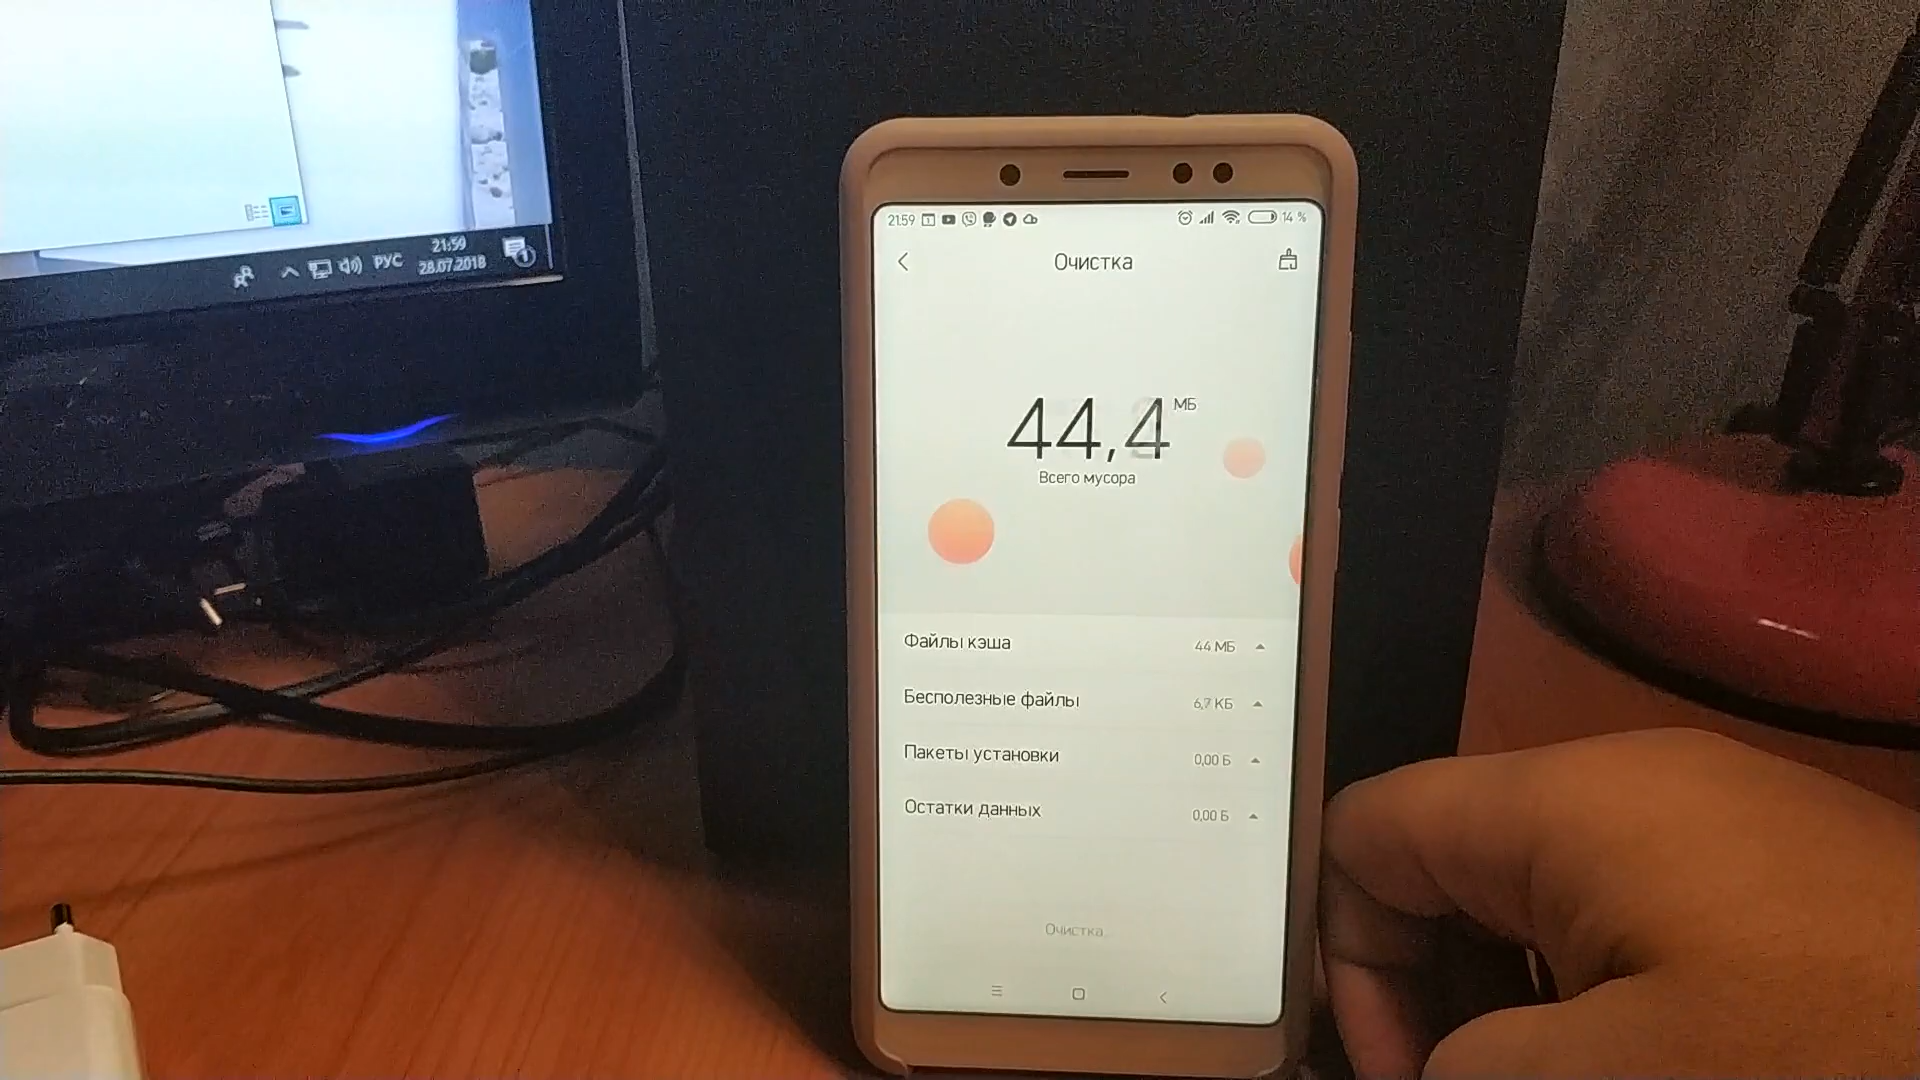 РУС
21:59
28.07.2018
1
21:59
14 %
Очистка
44,4 МБ
Всего мусора
Файлы кэша 44 МБ
Бесполезные файлы 6,7 КБ
Пакеты установки 0,00 Б
Остатки данных 0,00 Б
Очистка